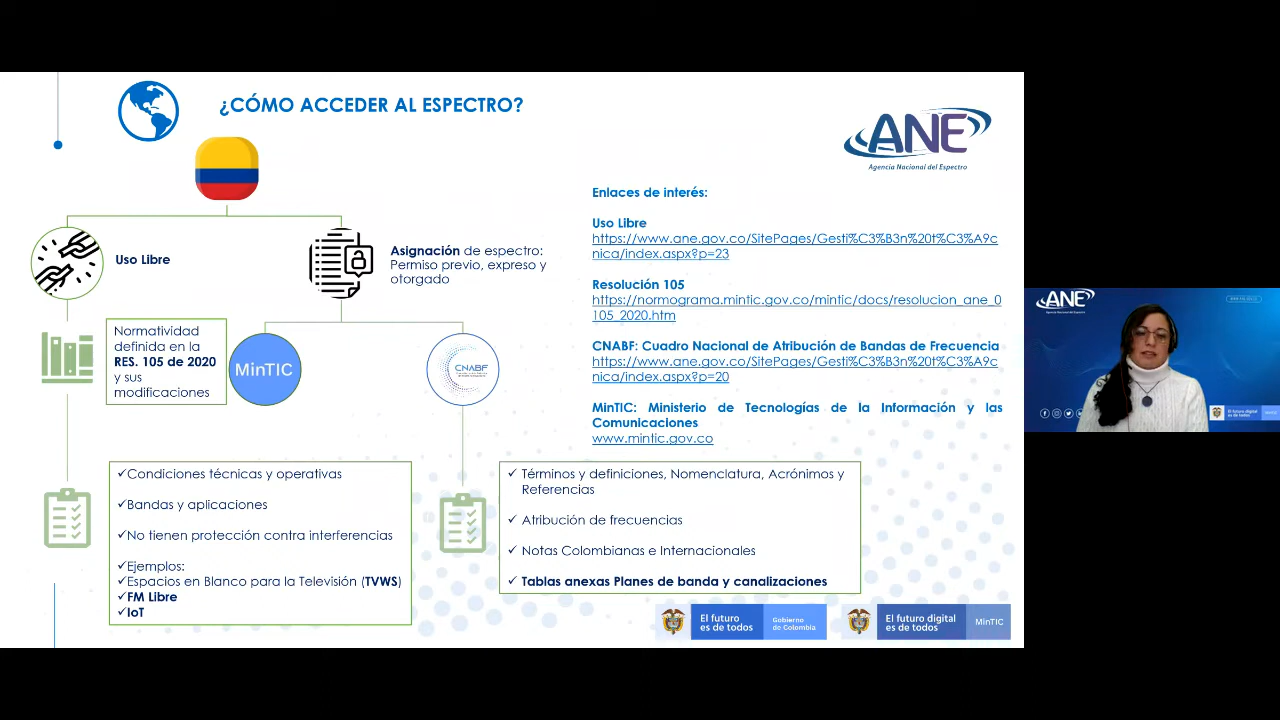 ¿CÓMO ACCEDER AL ESPECTRO?
ANE
Agencia Nacional del Espectro
Uso Libre
Asignación de espectro:
Permiso previo, expreso y
otorgado
Normatividad
definida en la
RES. 105 de 2020
y sus
modificaciones
MinTIC
CNABF
✓Condiciones técnicas y operativas
✓Bandas y aplicaciones
✓No tienen protección contra interferencias
✓Ejemplos:
✓Espacios en Blanco para la Televisión (TVWS)
✓FM Libre
✓IoT
✓ Términos y definiciones, Nomenclatura, Acrónimos y
Referencias
✓ Atribución de frecuencias
✓ Notas Colombianas e Internacionales
✓ Tablas anexas Planes de banda y canalizaciones
Enlaces de interés:
Uso Libre
https://www.ane.gov.co/SitePages/Gesti%C3%B3n%20t%C3%A9c
nica/index.aspx?p=23
Resolución 105
https://normograma.mintic.gov.co/mintic/docs/resolucion_ane_0
105_2020.htm
CNABF: Cuadro Nacional de Atribución de Bandas de Frecuencia
https://www.ane.gov.co/SitePages/Gesti%C3%B3n%20t%C3%A9c
nica/index.aspx?p=20
MinTIC: Ministerio de Tecnologías de la Información y las
Comunicaciones
www.mintic.gov.co
El futuro
es de todos
Gobierno
de Colombia
El futuro digital
es de todos
MinTIC
ANE
El futuro digital
es de todos